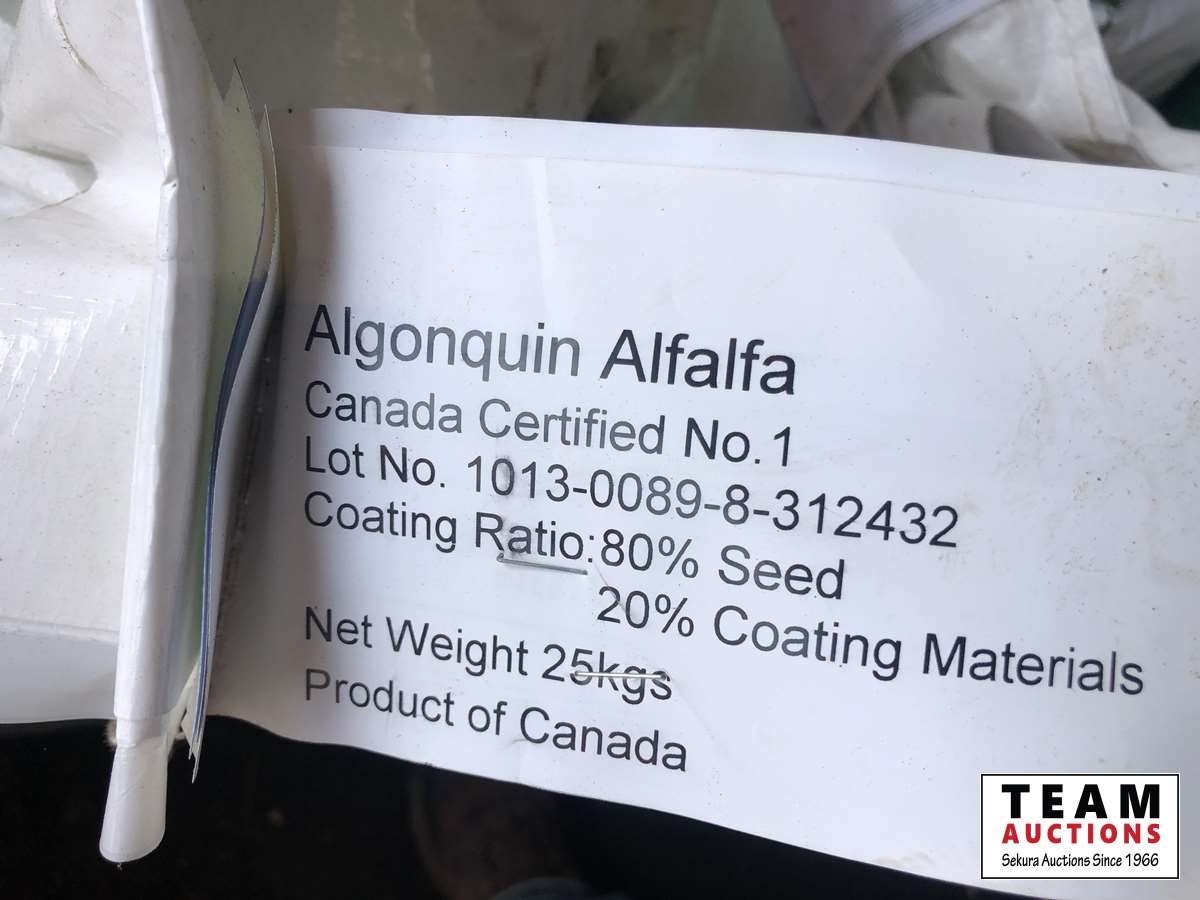 Algonquin Alfalfa
Canada Certified No.1
Lot No. 1013-0089-8-312432
Coating Ratio:80% Seed
20% Coating Materials
Net Weight 25kgs
Product of Canada
TEAM
AUCTIONS
Sekura Auctions Since 1966